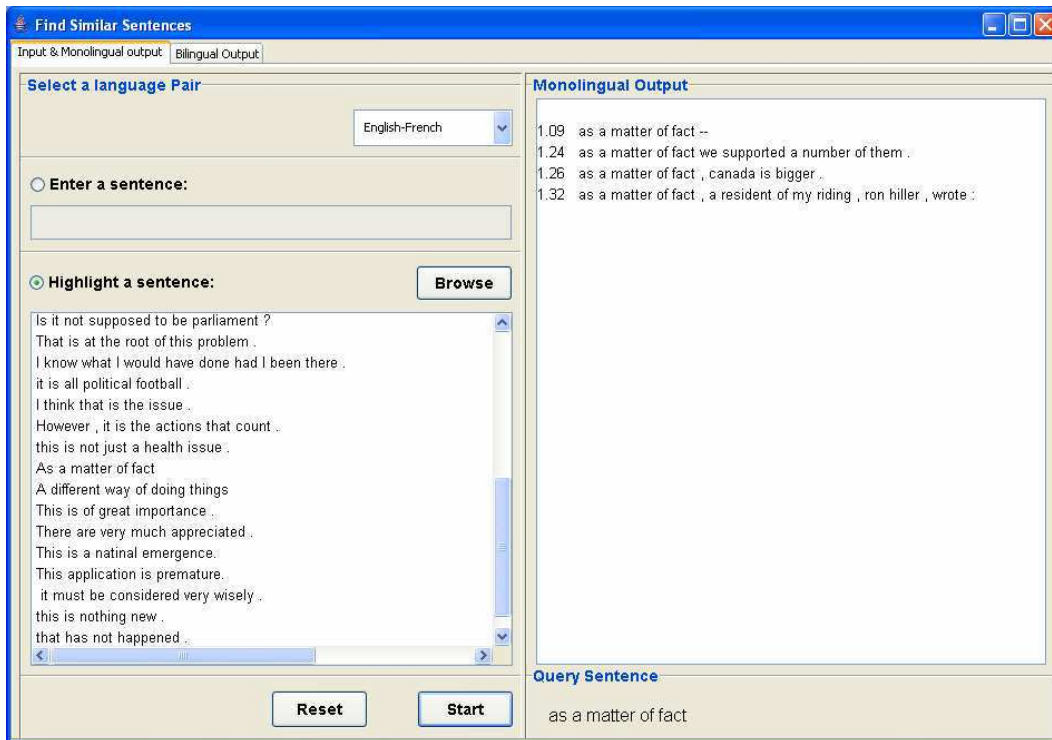 Find Similar Sentences
Input & Monolingual output
Bilingual Output
Select a language Pair
English-French
Enter a sentence:
Highlight a sentence:
Browse
Is it not supposed to be parliament ?
That is at the root of this problem .
I know what I would have done had I been there .
it is all political football .
I think that is the issue .
However , it is the actions that count .
this is not just a health issue .
As a matter of fact
A different way of doing things
This is of great importance .
There are very much appreciated .
This is a natinal emergence.
This application is premature.
it must be considered very wisely .
this is nothing new .
that has not happened .
Reset
Start
Monolingual Output
1.09 as a matter of fact --
1.24 as a matter of fact we supported a number of them .
1.26 as a matter of fact , canada is bigger .
1.32 as a matter of fact , a resident of my riding , ron hiller , wrote :
Query Sentence
as a matter of fact